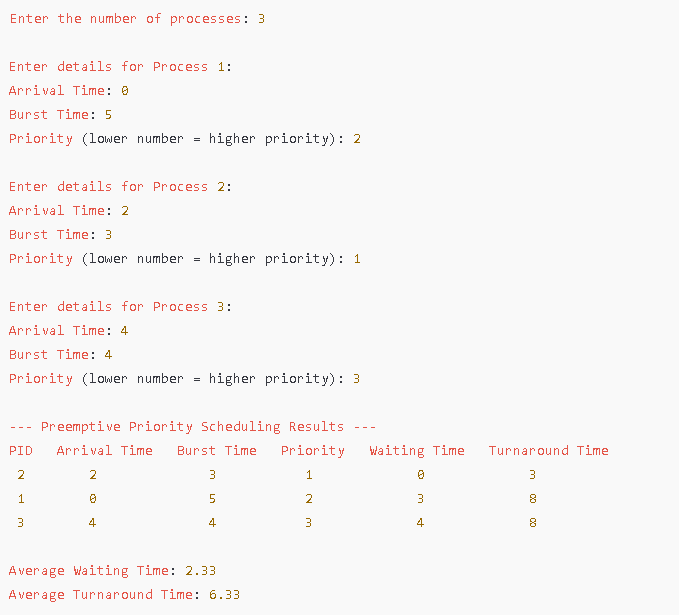 Enter the number of processes: 3
Enter details for Process 1:
Arrival Time: 0
Burst Time: 5
Priority (lower number = higher priority): 2
Enter details for Process 2:
Arrival Time: 2
Burst Time: 3
Priority (lower number = higher priority): 1
Enter details for Process 3:
Arrival Time: 4
Burst Time: 4
Priority (lower number = higher priority): 3
--- Preemptive Priority Scheduling Results ---
PID Arrival Time Burst Time Priority Waiting Time Turnaround Time
2 2 3 1 0 3
1 0 5 2 3 8
3 4 4 3 4 8
Average Waiting Time: 2.33
Average Turnaround Time: 6.33